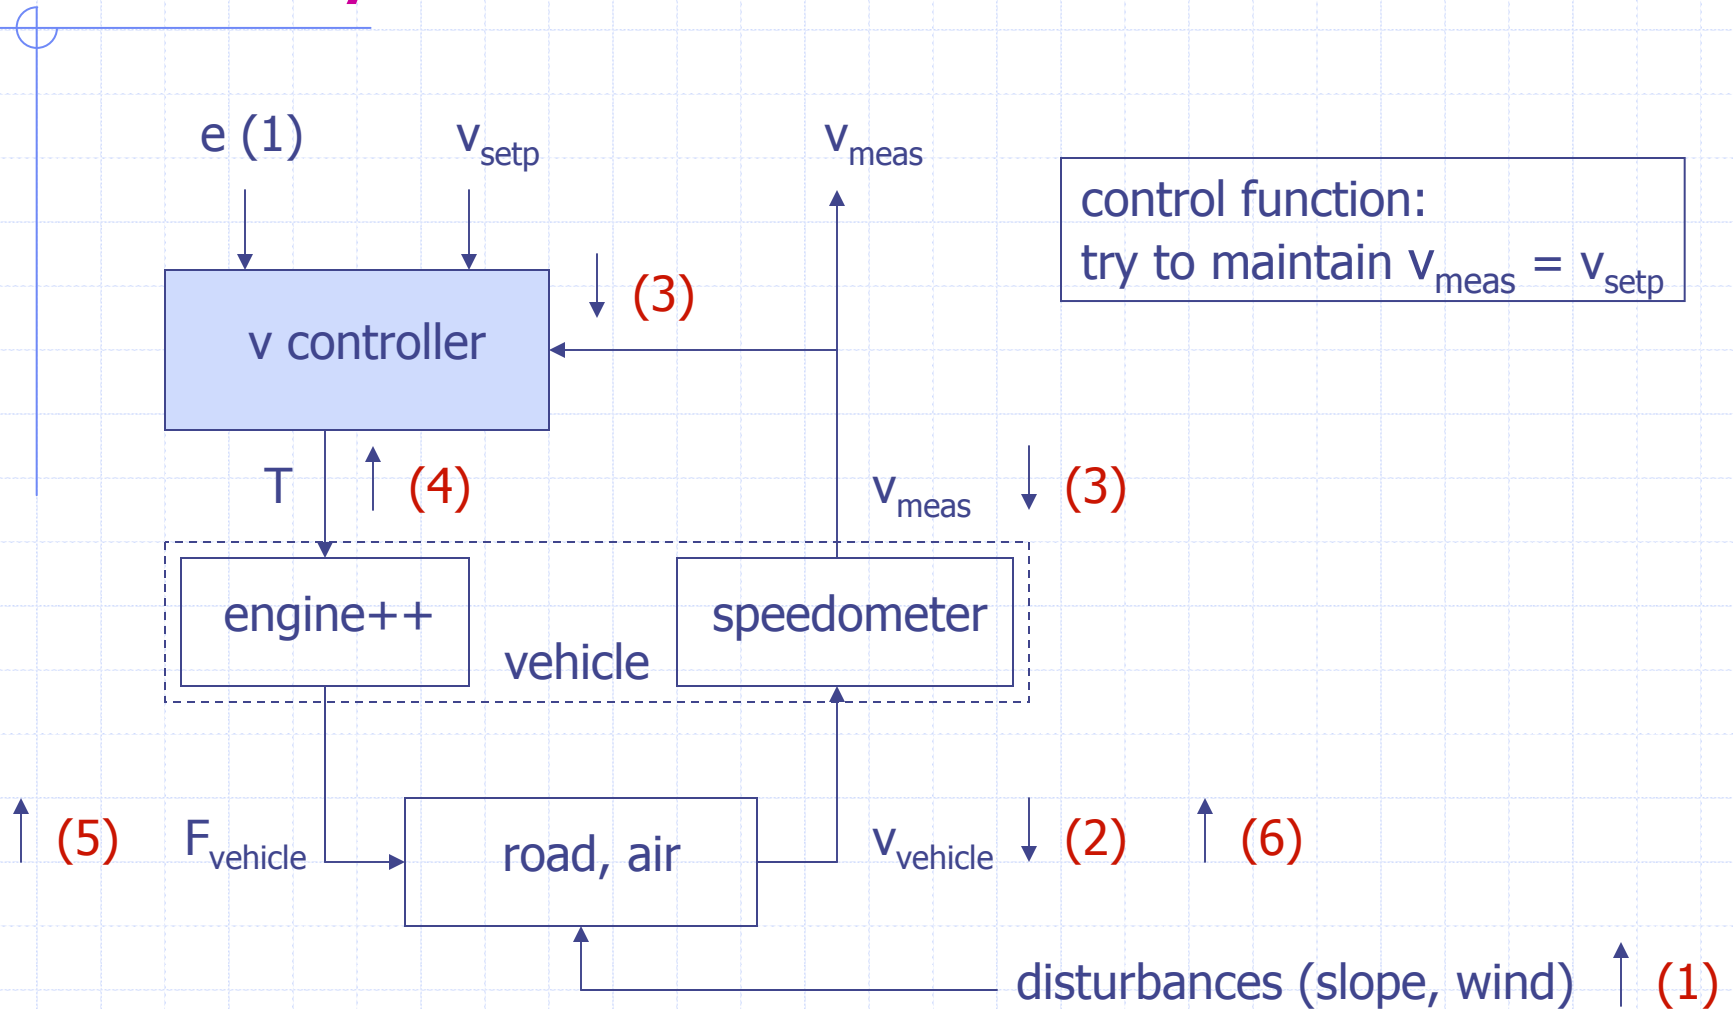 e (1)
vsetp
vmeas
control function:
try to maintain vmeas = vsetp
(3)
v controller
T
(4)
vmeas
(3)
engine++
speedometer
vehicle
(5)
Fvehicle
road, air
vvehicle
(2)
(6)
disturbances (slope, wind)
(1)